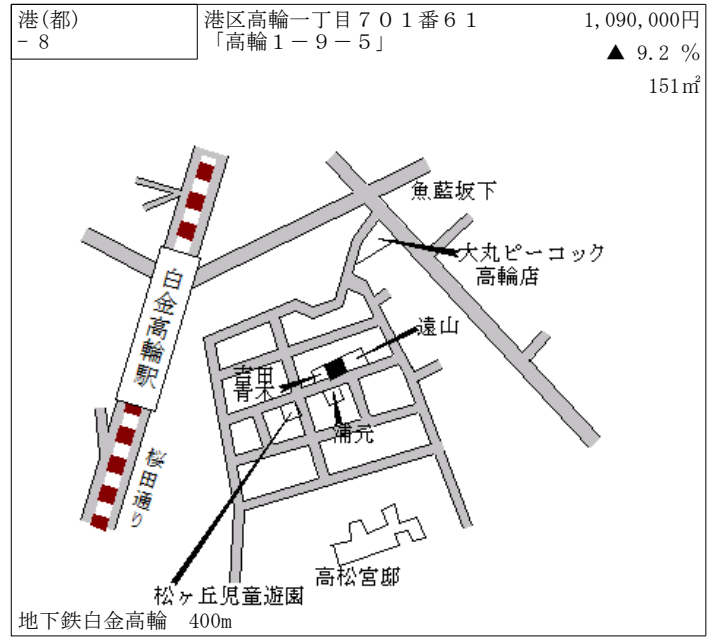 港(都)
- 8
港区高輪一丁目７０１番６１
「高輪１－９－５」
1,090,000円
▲ 9.2 %
151㎡
魚藍坂下
大丸ピーコック
高輪店
白金高輪駅
遠山
吉田
青木
浦元
桜田通り
高松宮邸
松ヶ丘児童遊園
地下鉄白金高輪　400m